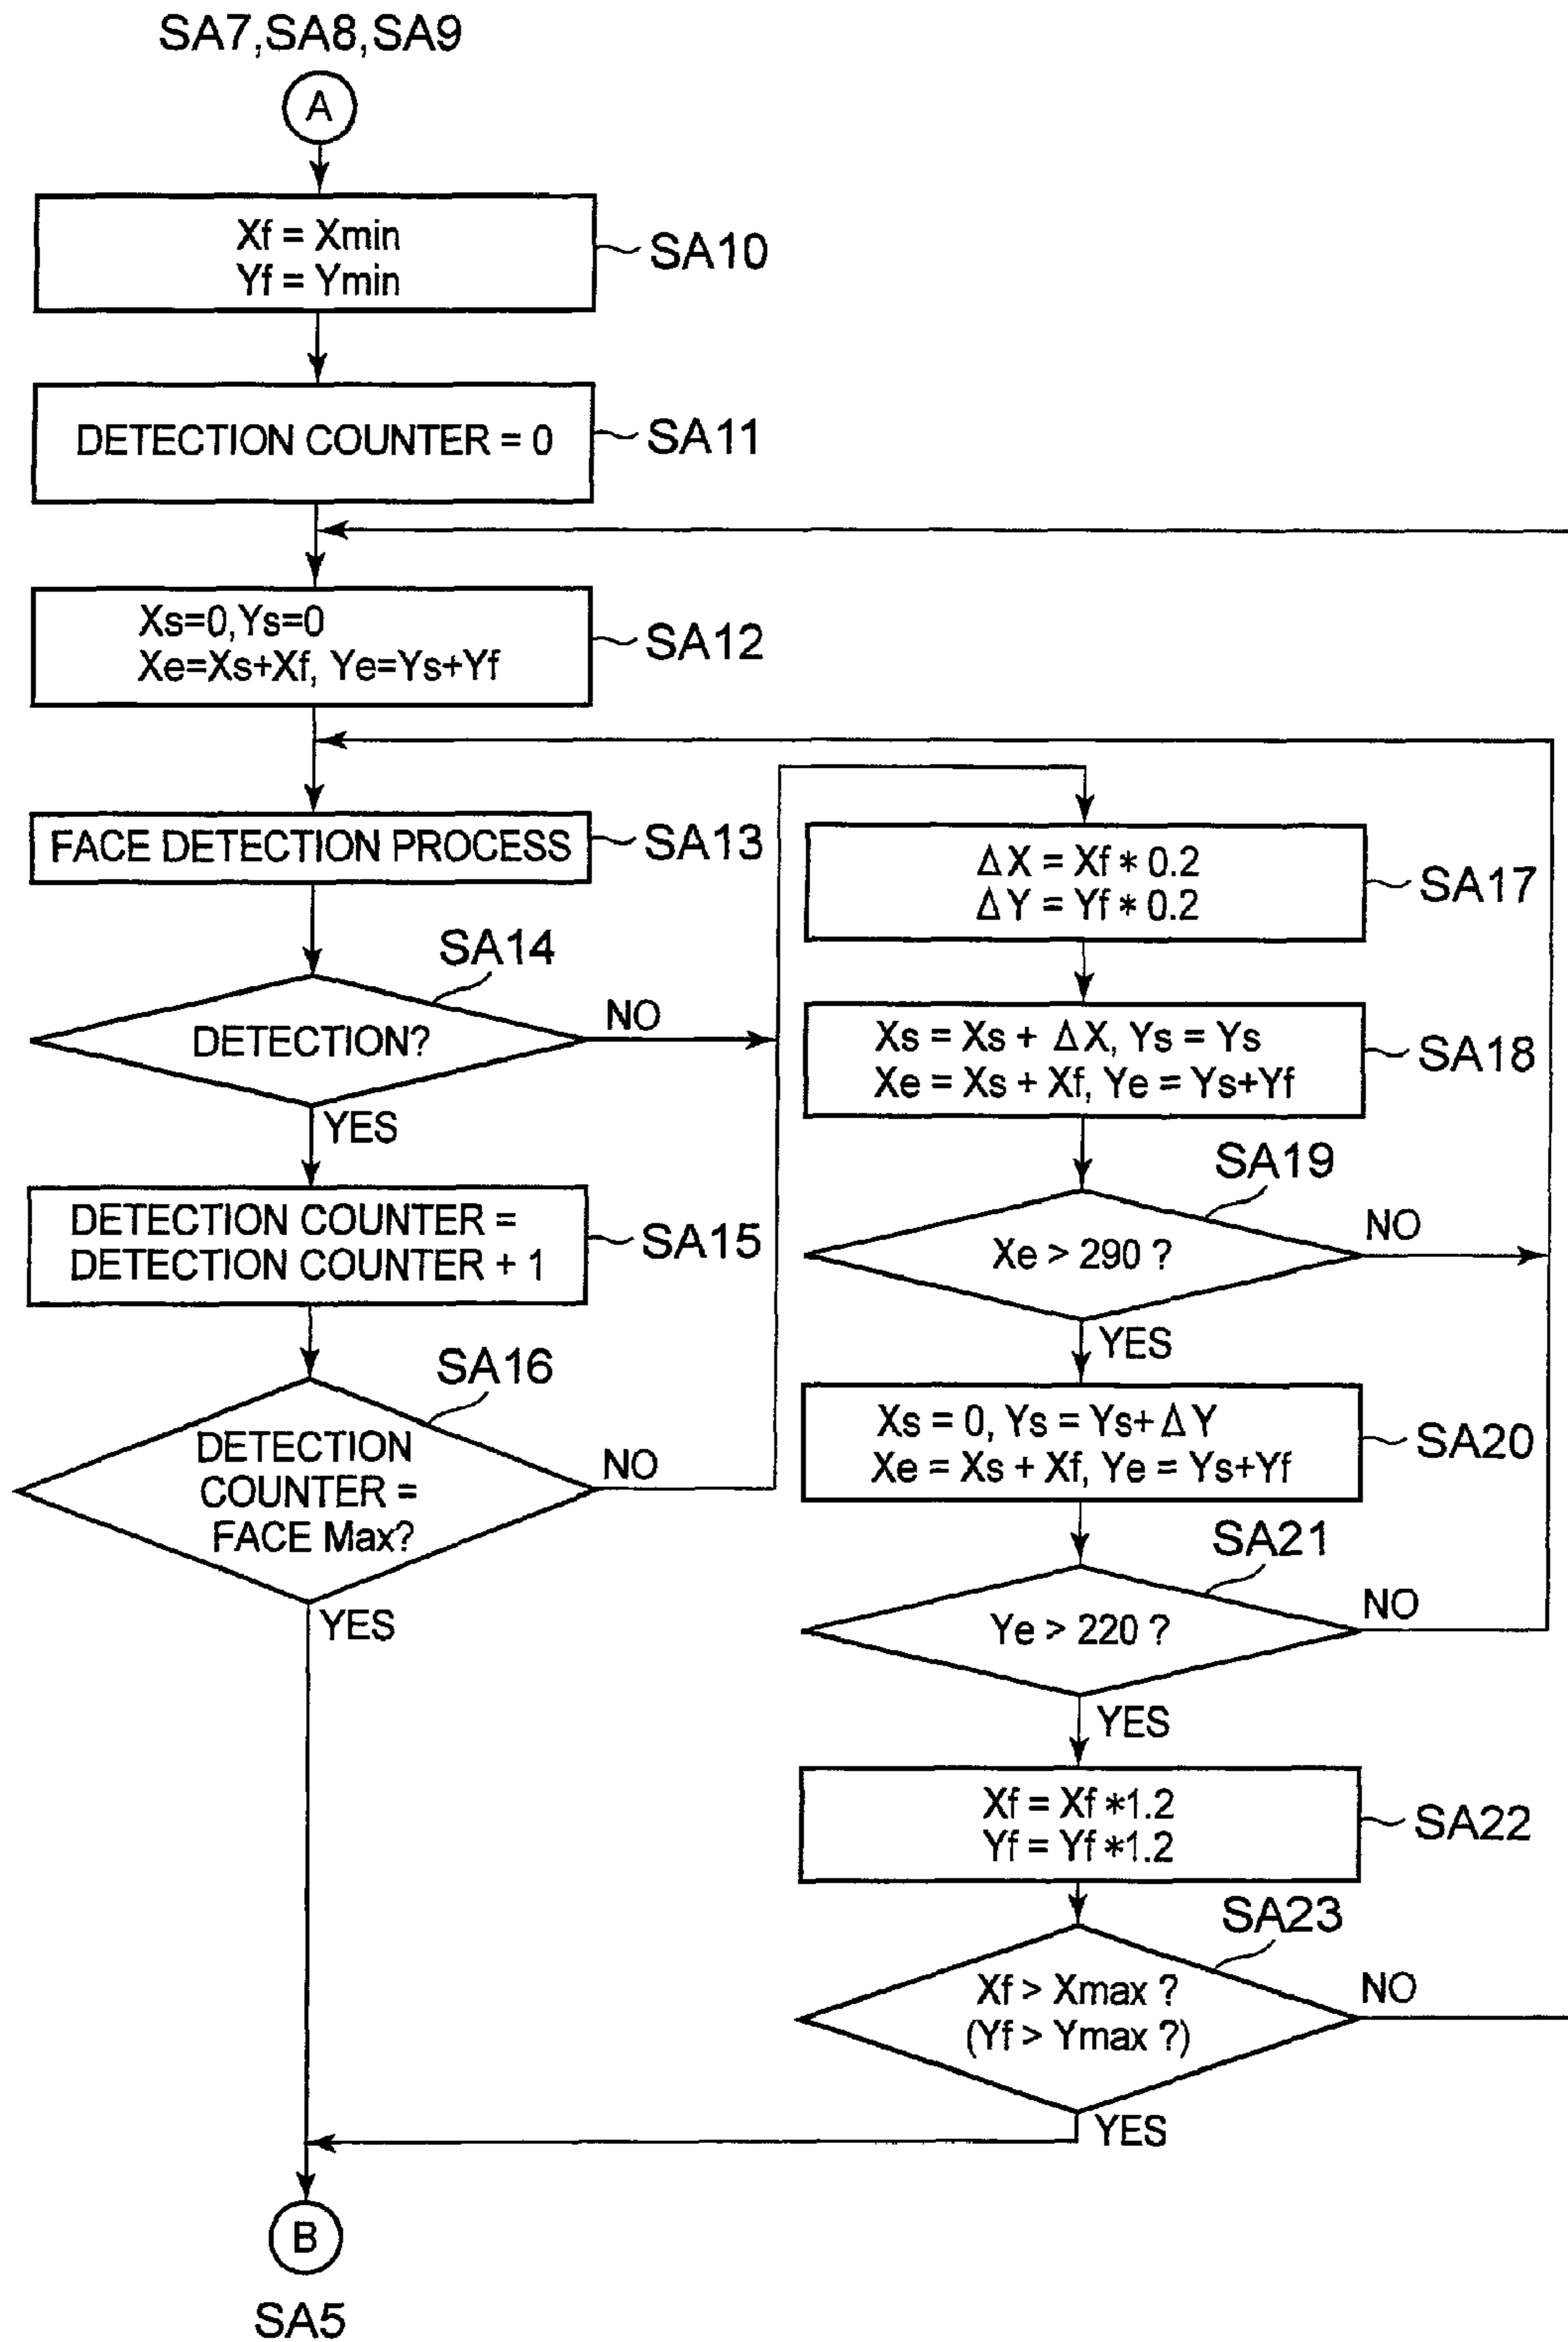 SA7,SA8,SA9
A
Xf = Xmin
Yf = Ymin
SA10
DETECTION COUNTER = 0
SA11
Xs=0,Ys=0
Xe=Xs+Xf, Ye=Ys+Yf
SA12
FACE DETECTION PROCESS
SA13
SA14
DETECTION?
NO
YES
DETECTION COUNTER =
DETECTION COUNTER + 1
SA15
SA16
DETECTION
COUNTER =
FACE Max?
NO
YES
ΔX = Xf * 0.2
ΔY = Yf * 0.2
SA17
Xs = Xs + ΔX, Ys = Ys
Xe = Xs + Xf, Ye = Ys+Yf
SA18
SA19
Xe > 290 ?
NO
YES
Xs = 0, Ys = Ys+ΔY
Xe = Xs + Xf, Ye = Ys+Yf
SA20
SA21
Ye > 220 ?
NO
YES
Xf = Xf *1.2
Yf = Yf *1.2
SA22
SA23
Xf > Xmax ?
(Yf > Ymax ?)
NO
YES
B
SA5